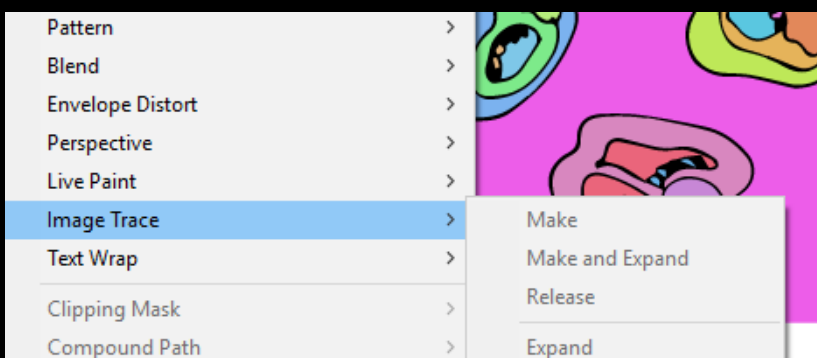 Pattern
Blend
Envelope Distort
Perspective
Live Paint
Image Trace
Text Wrap
Clipping Mask
Compound Path
Make
Make and Expand
Release
Expand